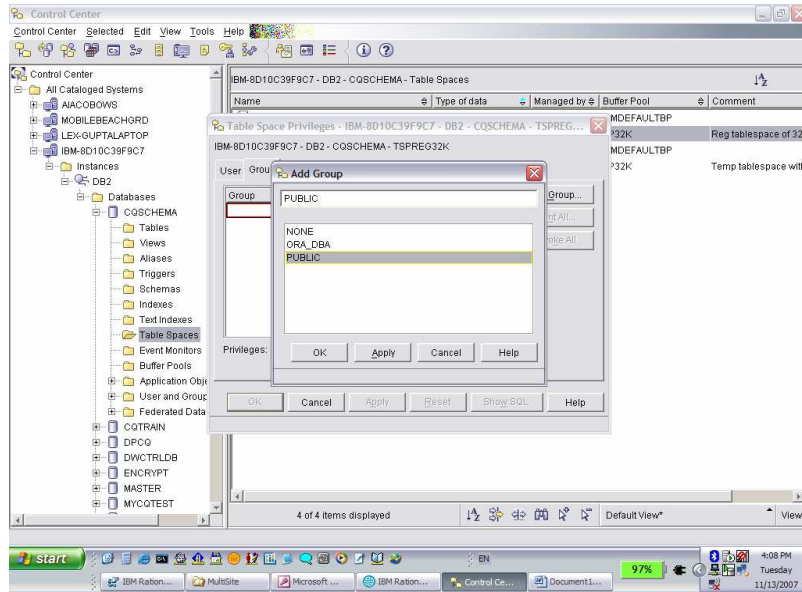 Control Center
Control Center Selected Edit View Tools Help
Control Center
All Cataloged Systems
AIACOBOWS
MOBILEBEACHGRD
LEX-GUPTALAPTOP
IBM-8D10C39F9C7
Instances
DB2
Databases
CQSCHEMA
Tables
Views
Aliases
Triggers
Schemas
Indexes
Text Indexes
Table Spaces
Event Monitors
Buffer Pools
Application Obje
User and Group
Federated Data
CQTRAIN
DPCQ
DWCTRLDB
ENCRYPT
MASTER
MYCQTEST
IBM-8D10C39F9C7 - DB2 - CQSCHEMA - Table Spaces
Name Type of data Managed by Buffer Pool Comment
MDEFAULTBP
P32K Reg tablespace of 32
MDEFAULTBP
P32K Temp tablespace with
Table Space Privileges - IBM-8D10C39F9C7 - DB2 - CQSCHEMA - TSPREG...
IBM-8D10C39F9C7 - DB2 - CQSCHEMA - TSPREG32K
User Grou
Group
Group...
nt All...
oke All
Privileges:
OK Cancel Apply Reset Show SQL Help
Add Group
PUBLIC
NONE
ORA_DBA
PUBLIC
OK Apply Cancel Help
4 of 4 items displayed Default View* View
start EN 97% 4:08 PM
Tuesday
11/13/2007
IBM Ration... MultiSite Microsoft ... IBM Ration... Control Ce... Document1...